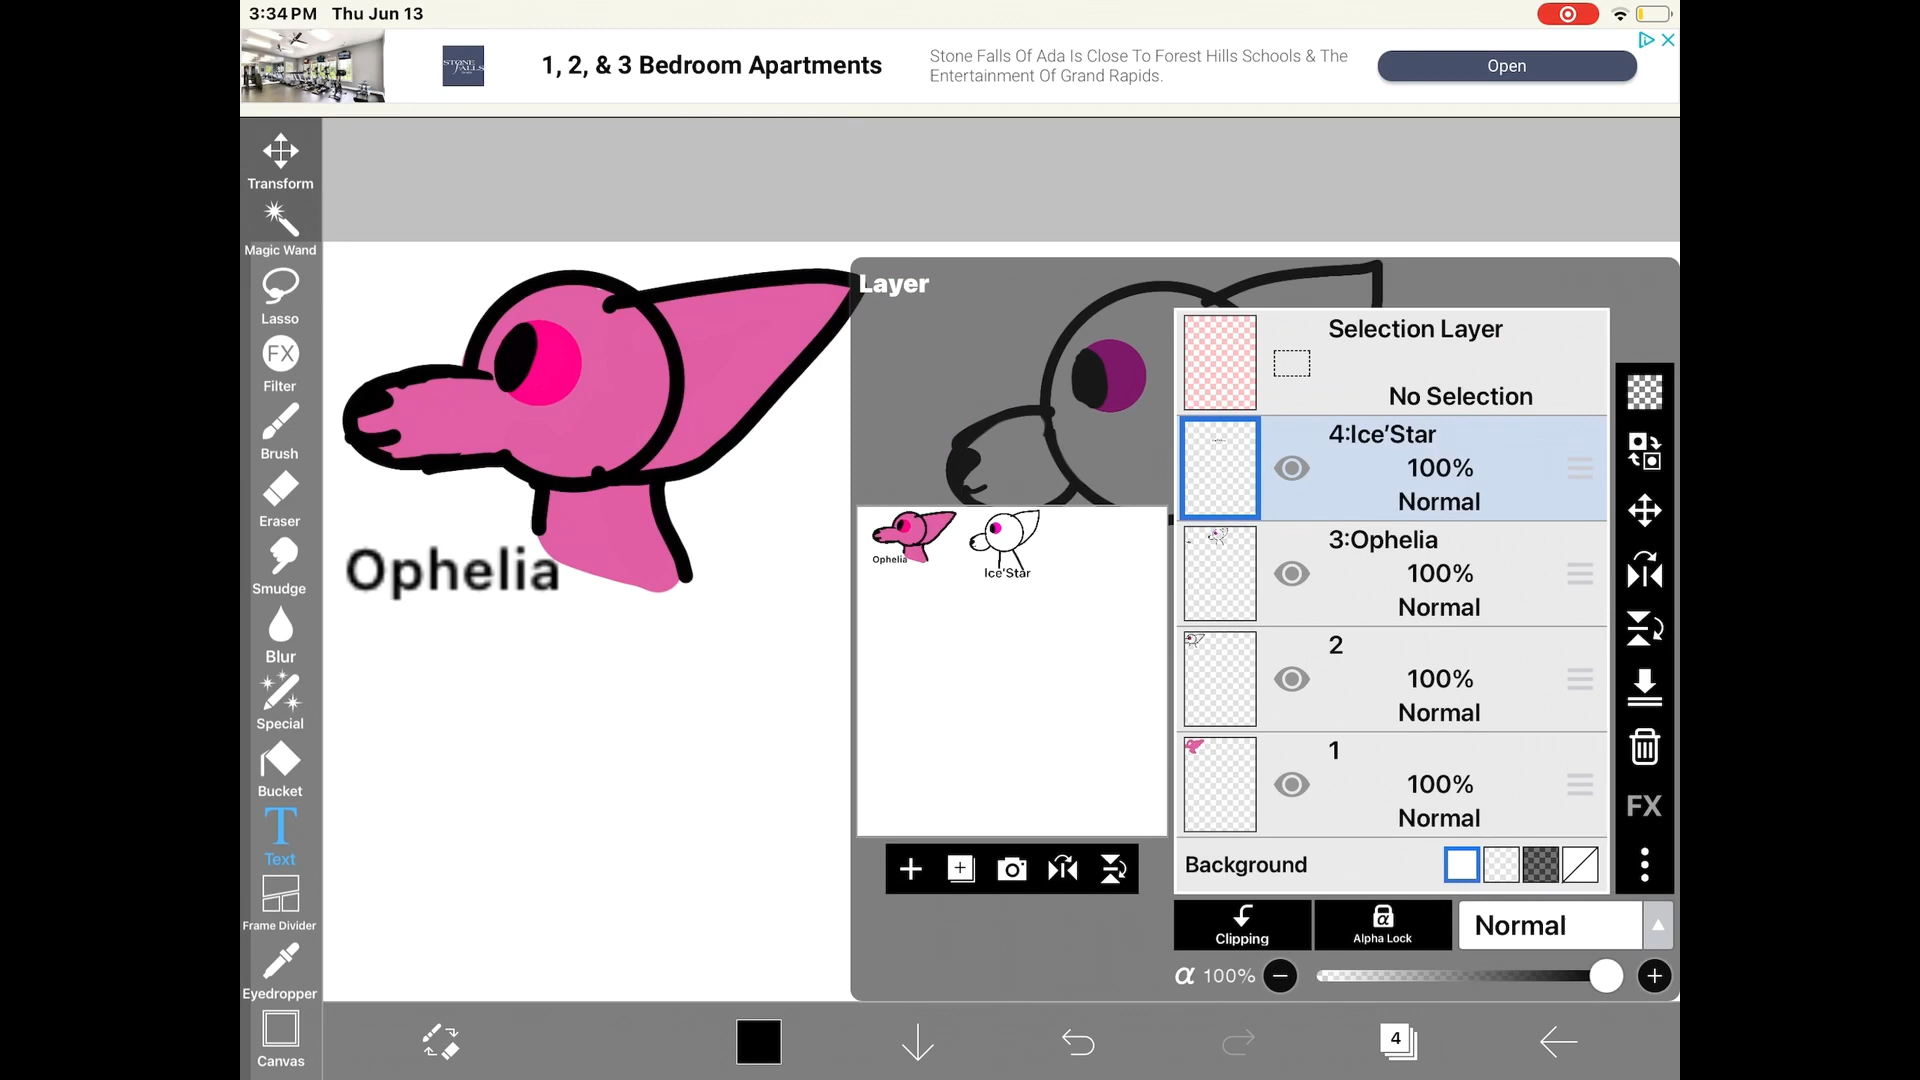 3:34 PM Thu Jun 13
STONE FALLS
1, 2, & 3 Bedroom Apartments
Stone Falls Of Ada Is Close To Forest Hills Schools & The
Entertainment Of Grand Rapids.
Open
Transform
Magic Wand
Lasso
FX
Filter
Brush
Eraser
Smudge
Blur
Special
Bucket
T
Text
Frame Divider
Eyedropper
Canvas
Ophelia
Layer
Ophelia
Ice'Star
Selection Layer
No Selection
4:Ice'Star
100%
Normal
3:Ophelia
100%
Normal
2
100%
Normal
1
100%
Normal
Background
FX
Clipping
α
Alpha Lock
Normal
α 100%
4